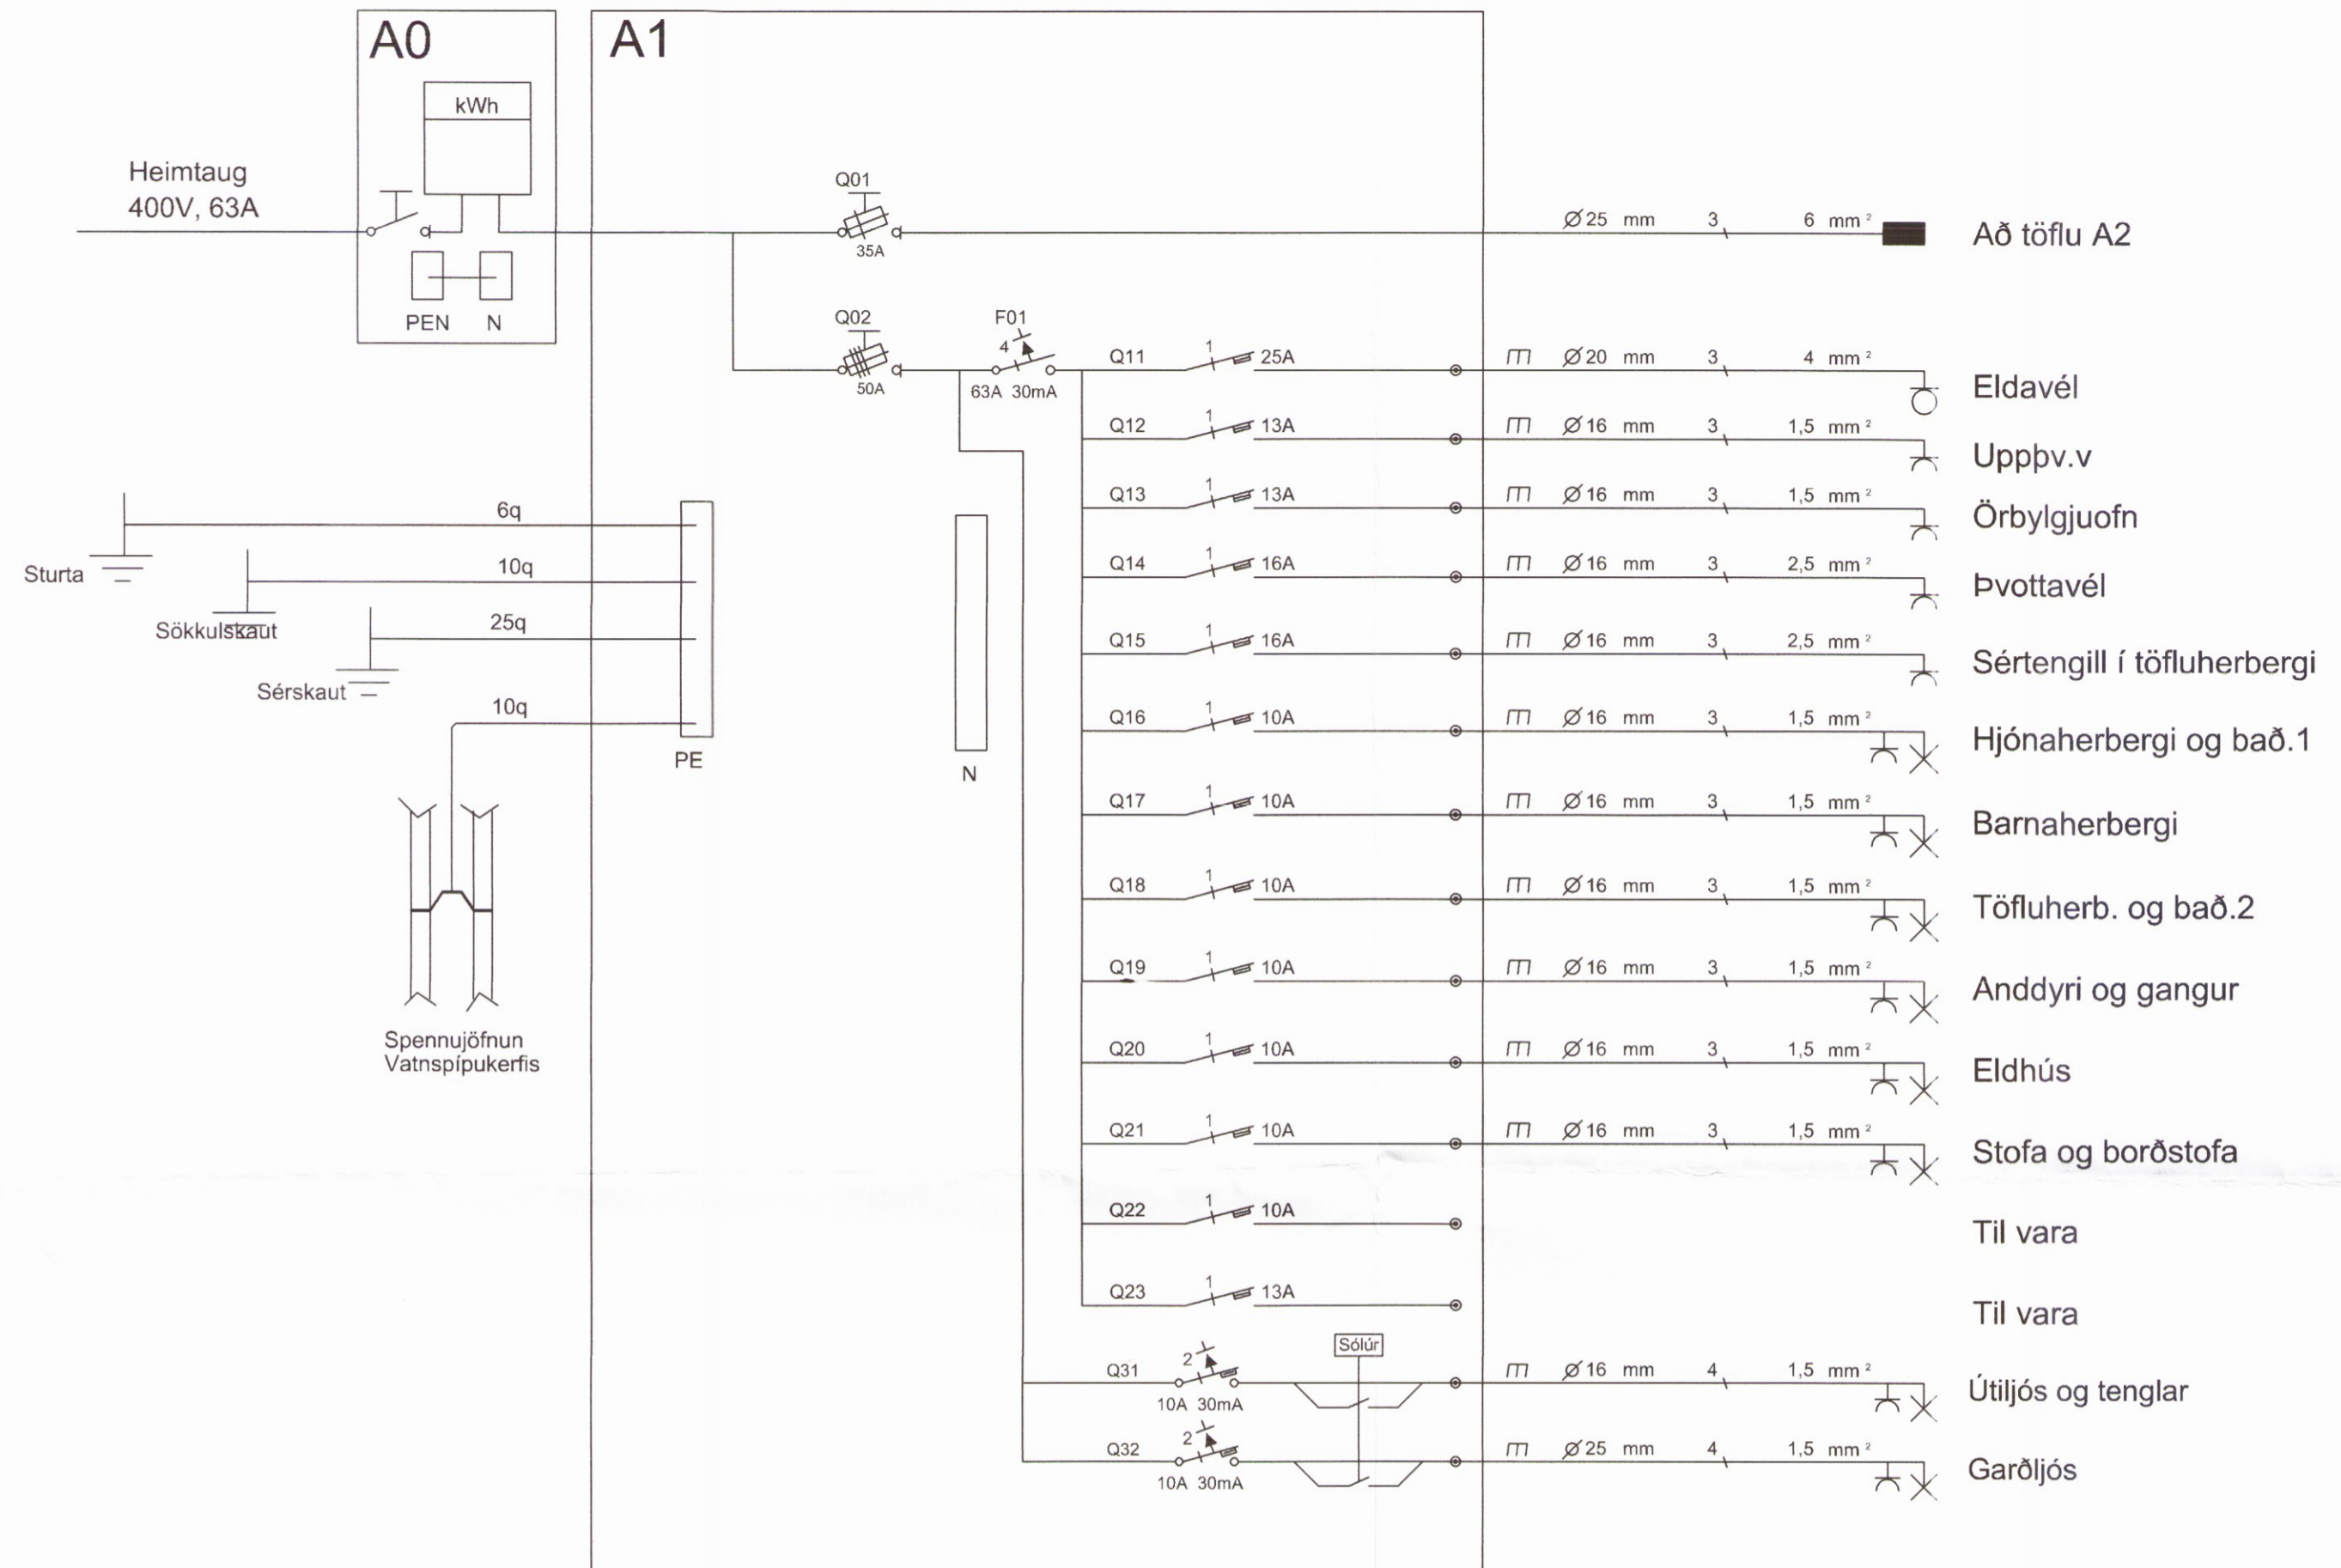 A0
A1
kWh
Heimtaug
400V, 63A
PEN N
Q01
35A
Ø25 mm 3 6 mm²
Að töflu A2
Q02
50A
F01
4
63A 30mA
Q11 1 25A Ø20 mm 3 4 mm²
Eldavél
Q12 1 13A Ø16 mm 3 1,5 mm²
Uppþv.v
Q13 1 13A Ø16 mm 3 1,5 mm²
Örbylgjuofn
Q14 1 16A Ø16 mm 3 2,5 mm²
Þvottavél
Q15 1 16A Ø16 mm 3 2,5 mm²
Sértengill í töfluherbergi
Q16 1 10A Ø16 mm 3 1,5 mm²
Hjónaherbergi og bað.1
Q17 1 10A Ø16 mm 3 1,5 mm²
Barnaherbergi
Q18 1 10A Ø16 mm 3 1,5 mm²
Töfluherb. og bað.2
Q19 1 10A Ø16 mm 3 1,5 mm²
Anddyri og gangur
Q20 1 10A Ø16 mm 3 1,5 mm²
Eldhús
Q21 1 10A Ø16 mm 3 1,5 mm²
Stofa og borðstofa
Q22 1 10A
Til vara
Q23 1 13A
Til vara
Sólúr
Q31 2 Ø16 mm 4 1,5 mm²
10A 30mA
Útiljós og tenglar
Q32 2 Ø25 mm 4 1,5 mm²
10A 30mA
Garðljós
6q
Sturta
10q
Sökkulskaut
25q
Sérskaut
10q
PE
N
Spennujöfnun
Vatnspípukerfis